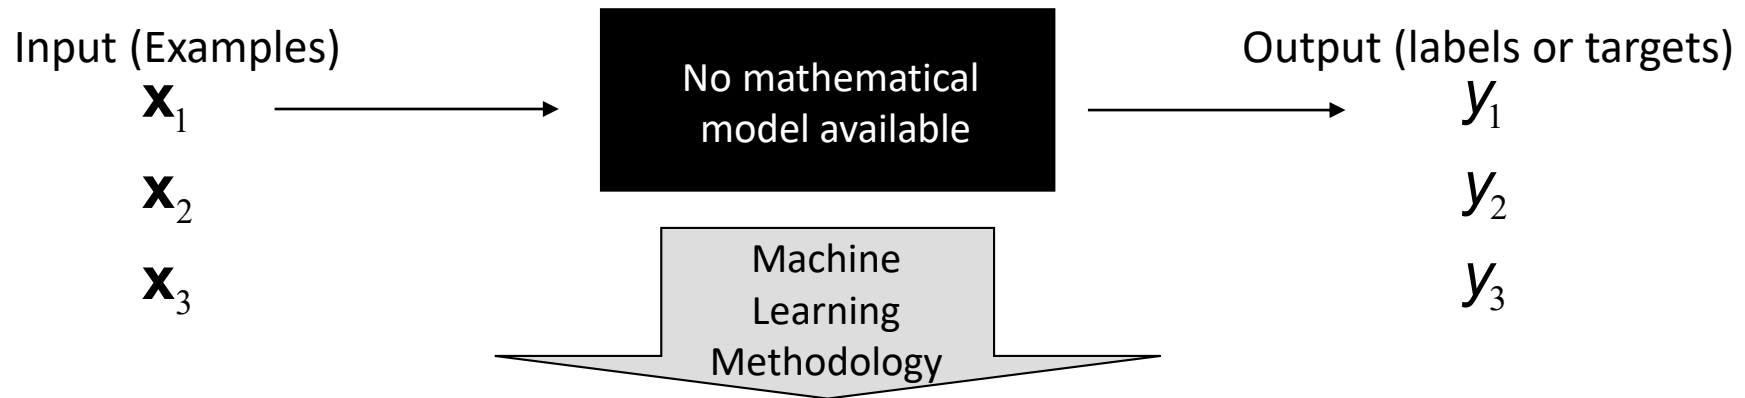 Input (Examples)
x₁
x₂
x₃
No mathematical
model available
Machine
Learning
Methodology
Output (labels or targets)
y₁
y₂
y₃